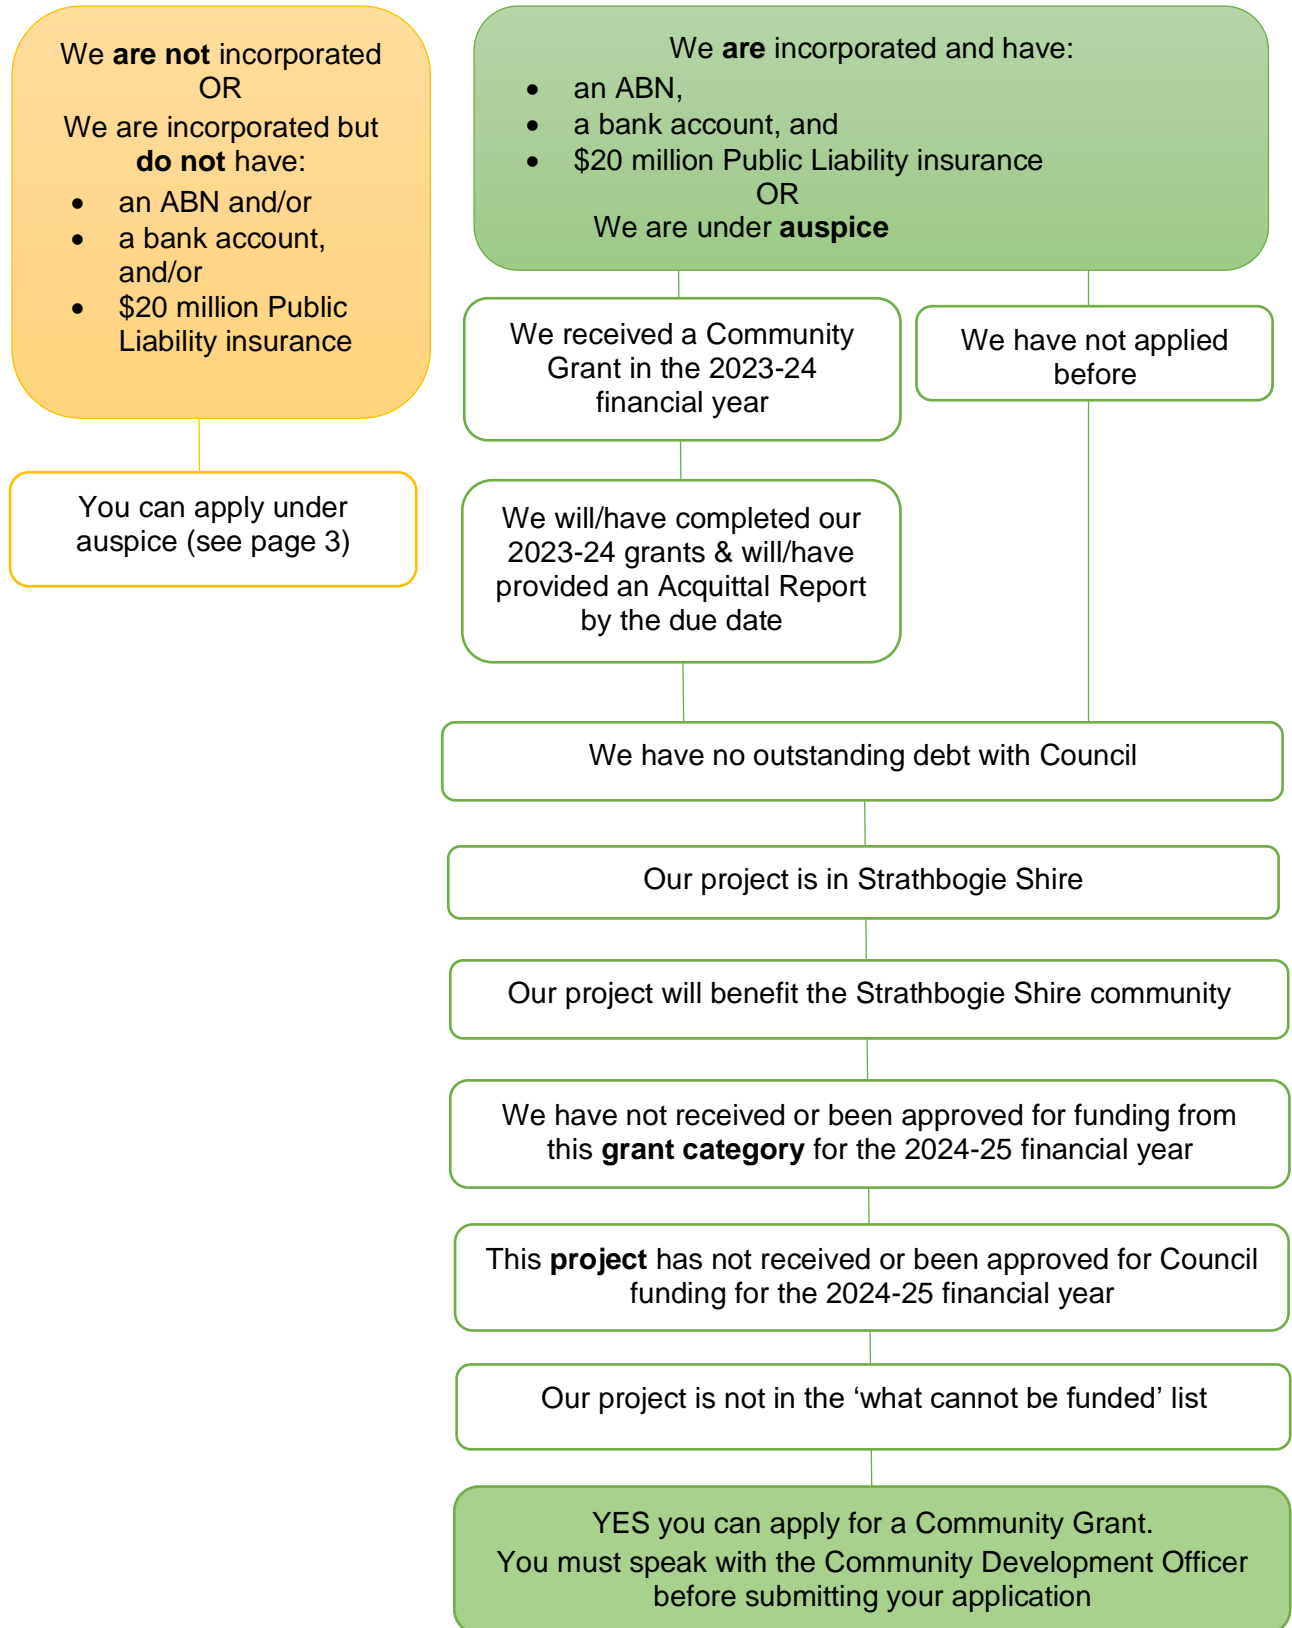 We are not incorporated
OR
We are incorporated but
do not have:
• an ABN and/or
• a bank account,
and/or
• $20 million Public
Liability insurance
You can apply under
auspice (see page 3)
We are incorporated and have:
• an ABN,
• a bank account, and
• $20 million Public Liability insurance
OR
We are under auspice
We received a Community
Grant in the 2023-24
financial year
We have not applied
before
We will/have completed our
2023-24 grants & will/have
provided an Acquittal Report
by the due date
We have no outstanding debt with Council
Our project is in Strathbogie Shire
Our project will benefit the Strathbogie Shire community
We have not received or been approved for funding from
this grant category for the 2024-25 financial year
This project has not received or been approved for Council
funding for the 2024-25 financial year
Our project is not in the ‘what cannot be funded’ list
YES you can apply for a Community Grant.
You must speak with the Community Development Officer
before submitting your application